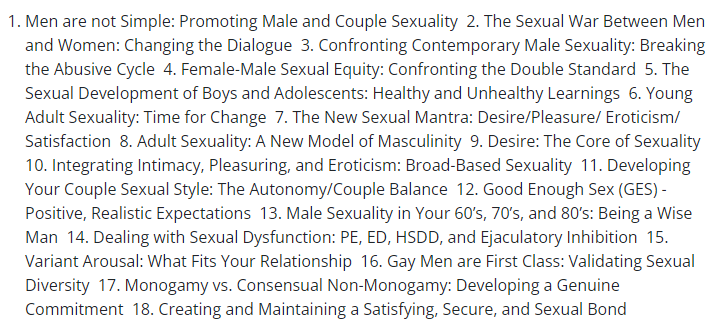 1. Men are not Simple: Promoting Male and Couple Sexuality  2. The Sexual War Between Men
and Women: Changing the Dialogue  3. Confronting Contemporary Male Sexuality: Breaking
the Abusive Cycle  4. Female-Male Sexual Equity: Confronting the Double Standard  5. The
Sexual Development of Boys and Adolescents: Healthy and Unhealthy Learnings  6. Young
Adult Sexuality: Time for Change  7. The New Sexual Mantra: Desire/Pleasure/ Eroticism/
Satisfaction  8. Adult Sexuality: A New Model of Masculinity  9. Desire: The Core of Sexuality
10. Integrating Intimacy, Pleasuring, and Eroticism: Broad-Based Sexuality  11. Developing
Your Couple Sexual Style: The Autonomy/Couple Balance  12. Good Enough Sex (GES) -
Positive, Realistic Expectations  13. Male Sexuality in Your 60’s, 70’s, and 80’s: Being a Wise
Man  14. Dealing with Sexual Dysfunction: PE, ED, HSDD, and Ejaculatory Inhibition  15.
Variant Arousal: What Fits Your Relationship  16. Gay Men are First Class: Validating Sexual
Diversity  17. Monogamy vs. Consensual Non-Monogamy: Developing a Genuine
Commitment  18. Creating and Maintaining a Satisfying, Secure, and Sexual Bond